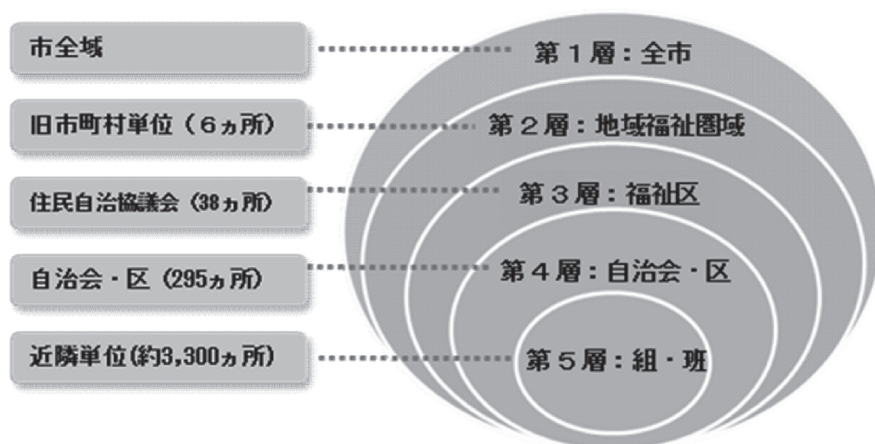 市全域
第１層：全市
旧市町村単位（６ヵ所）
第２層：地域福祉圏域
住民自治協議会（38ヵ所）
第３層：福祉区
自治会・区（295ヵ所）
第４層：自治会・区
近隣単位(約3,300ヵ所)
第５層：組・班